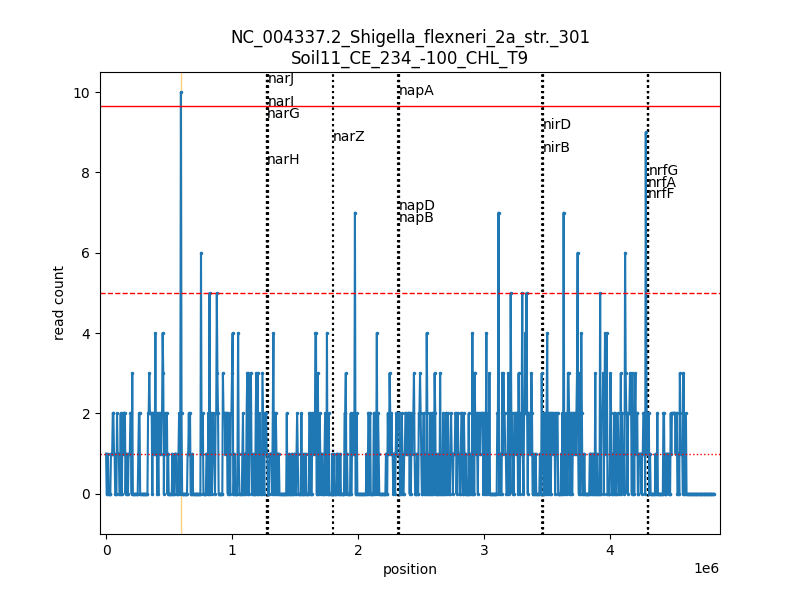 NC_004337.2_Shigella_flexneri_2a_str._301
Soil11_CE_234_-100_CHL_T9
narJ
narI
narG
narH
narZ
napA
napD
napB
nirD
nirB
nrfG
nrfA
nrfF
read count
10
8
6
4
2
0
0
1
2
3
4
1e6
position